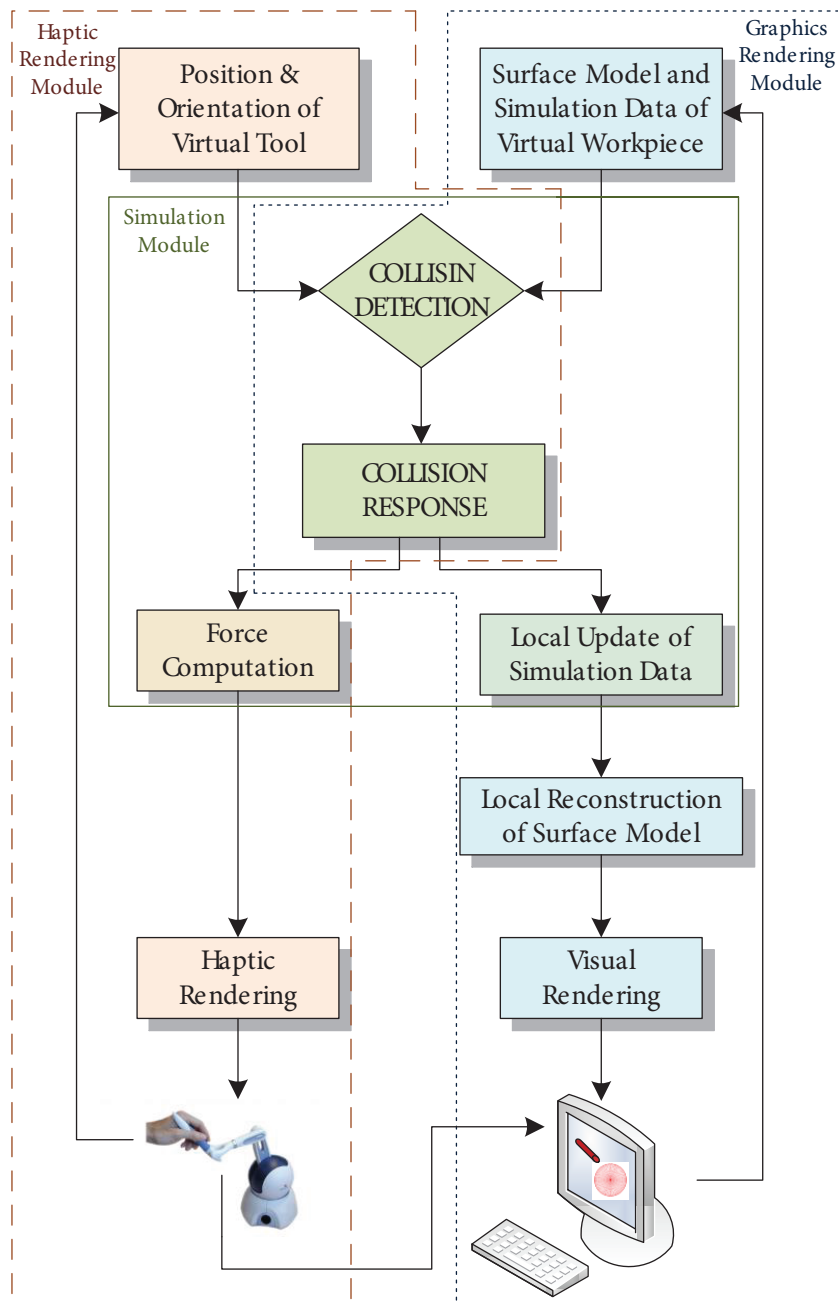 Haptic
Rendering
Module
Position &
Orientation of
Virtual Tool
Surface Model and
Simulation Data of
Virtual Workpiece
Graphics
Rendering
Module
Simulation
Module
COLLISIN
DETECTION
COLLISION
RESPONSE
Force
Computation
Local Update of
Simulation Data
Local Reconstruction
of Surface Model
Haptic
Rendering
Visual
Rendering